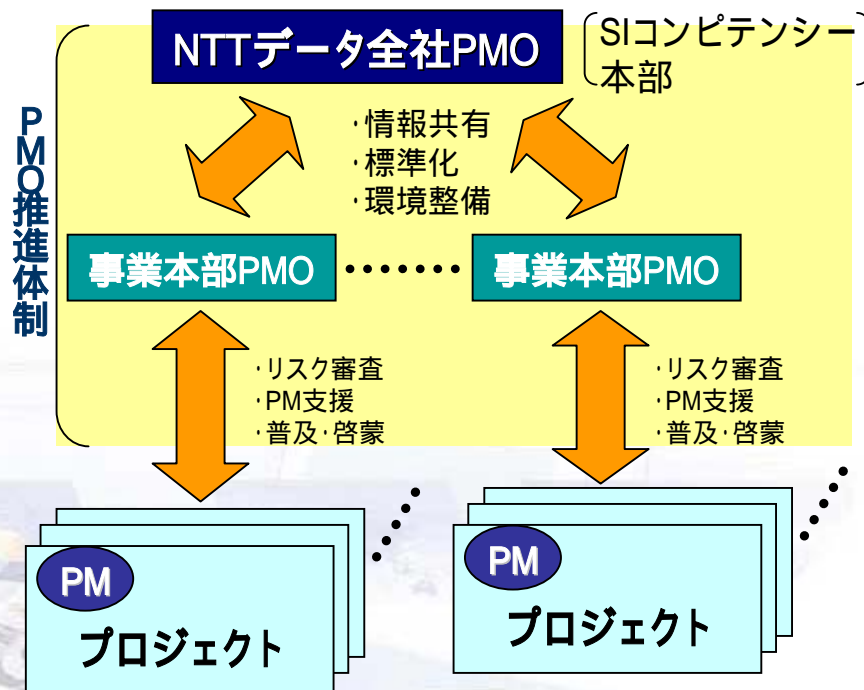 NTTデータ全社PMO
SIコンピテンシー
本部
PMO推進体制
・情報共有
・標準化
・環境整備
事業本部PMO
事業本部PMO
・リスク審査
・PM支援
・普及・啓蒙
・リスク審査
・PM支援
・普及・啓蒙
PM
プロジェクト
PM
プロジェクト